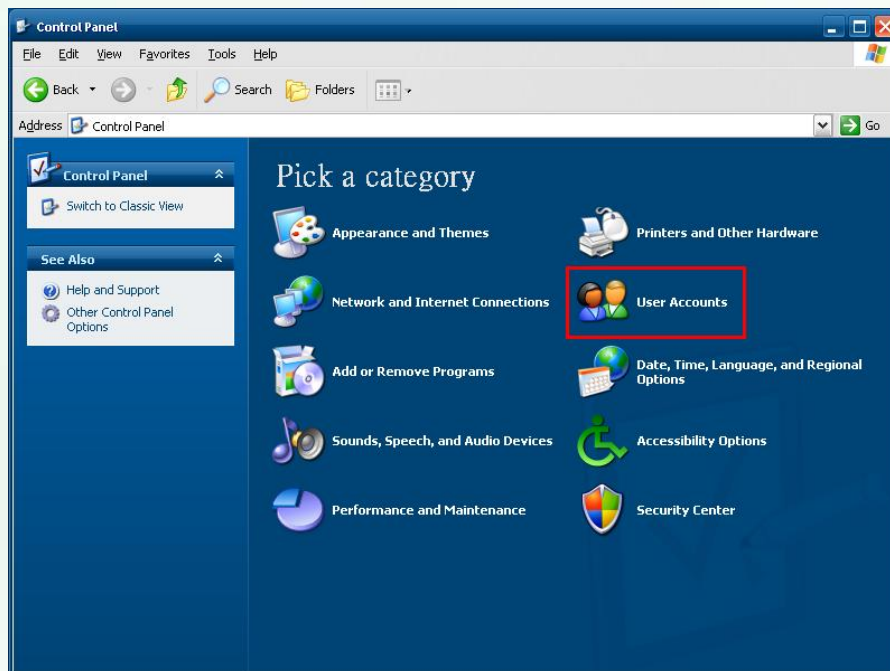 Control Panel
File Edit View Favorites Tools Help
Back Search Folders
Address Control Panel Go
Control Panel
Switch to Classic View
See Also
Help and Support
Other Control Panel
Options
Pick a category
Appearance and Themes
Printers and Other Hardware
Network and Internet Connections
User Accounts
Add or Remove Programs
Date, Time, Language, and Regional
Options
Sounds, Speech, and Audio Devices
Accessibility Options
Performance and Maintenance
Security Center